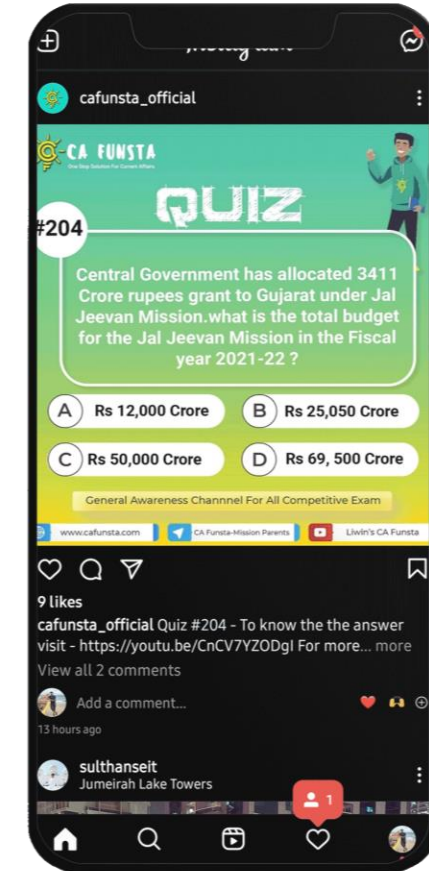 cafunsta_official
CA FUNSTA
One Stop Solution For Current Affairs
QUIZ
#204
Central Government has allocated 3411
Crore rupees grant to Gujarat under Jal
Jeevan Mission.what is the total budget
for the Jal Jeevan Mission in the Fiscal
year 2021-22 ?
A Rs 12,000 Crore
B Rs 25,050 Crore
C Rs 50,000 Crore
D Rs 69, 500 Crore
General Awareness Channnel For All Competitive Exam
www.cafunsta.com
CA Funsta-Mission Parents
Liwin's CA Funsta
9 likes
cafunsta_official Quiz #204 - To know the the answer
visit - https://youtu.be/CnCV7YZODgI For more... more
View all 2 comments
Add a comment...
13 hours ago
sulthanseit
Jumeirah Lake Towers
1